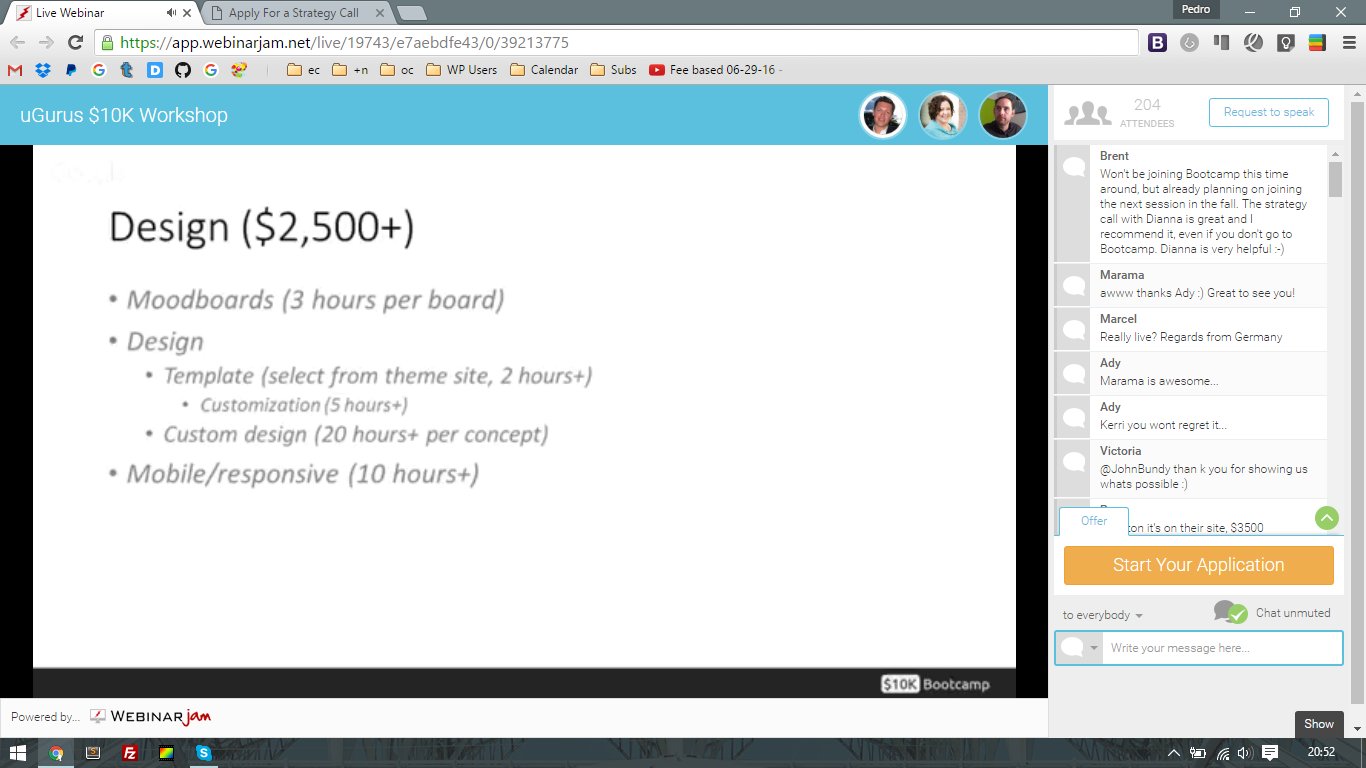 Live Webinar
Apply For a Strategy Call
Pedro
https://app.webinarjam.net/live/19743/e7aebdfe43/0/39213775
ec
+n
oc
WP Users
Calendar
Subs
Fee based 06-29-16 -
uGurus $10K Workshop
204
ATTENDEES
Request to speak
Design ($2,500+)
• Moodboards (3 hours per board)
• Design
• Template (select from theme site, 2 hours+)
• Customization (5 hours+)
• Custom design (20 hours+ per concept)
• Mobile/responsive (10 hours+)
$10K Bootcamp
Powered by... WEBINARJAM
Brent
Won't be joining Bootcamp this time
around, but already planning on joining
the next session in the fall. The strategy
call with Dianna is great and I
recommend it, even if you don't go to
Bootcamp. Dianna is very helpful :-)
Marama
awww thanks Ady :) Great to see you!
Marcel
Really live? Regards from Germany
Ady
Marama is awesome...
Ady
Kerri you wont regret it...
Victoria
@JohnBundy than k you for showing us
whats possible :)
it's on their site, $3500
Offer
Start Your Application
to everybody
Chat unmuted
Write your message here...
Show
20:52